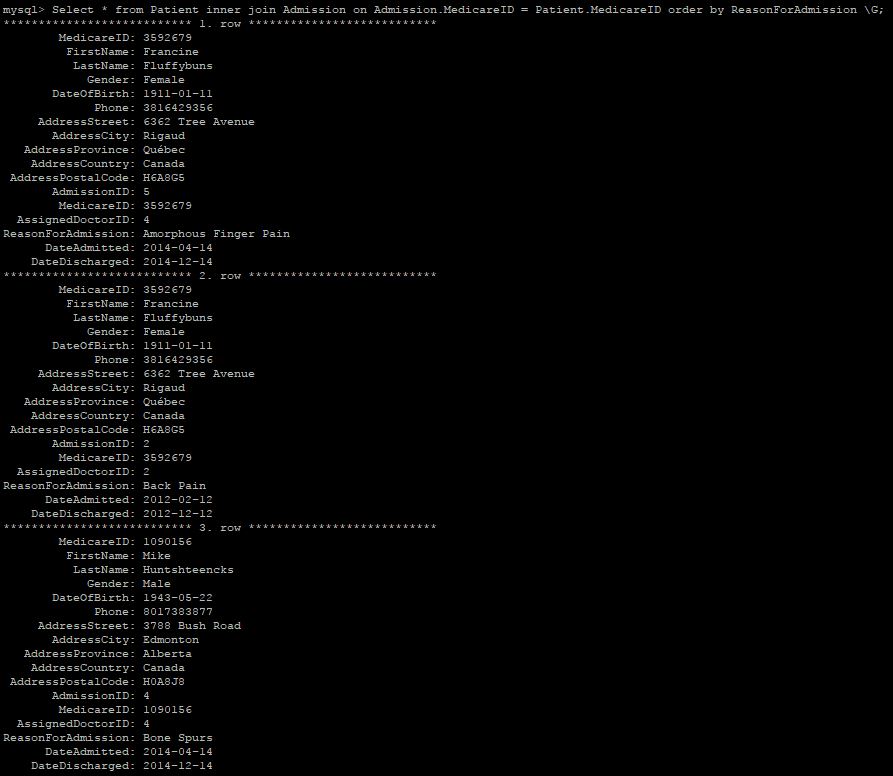 mysql> Select * from Patient inner join Admission on Admission.MedicareID = Patient.MedicareID order by ReasonForAdmission \G;
*************************** 1. row ***************************
MedicareID: 3592679
FirstName: Francine
LastName: Fluffybuns
Gender: Female
DateOfBirth: 1911-01-11
Phone: 3816429356
AddressStreet: 6362 Tree Avenue
AddressCity: Rigaud
AddressProvince: Québec
AddressCountry: Canada
AddressPostalCode: H6A8G5
AdmissionID: 5
MedicareID: 3592679
AssignedDoctorID: 4
ReasonForAdmission: Amorphous Finger Pain
DateAdmitted: 2014-04-14
DateDischarged: 2014-12-14
*************************** 2. row ***************************
MedicareID: 3592679
FirstName: Francine
LastName: Fluffybuns
Gender: Female
DateOfBirth: 1911-01-11
Phone: 3816429356
AddressStreet: 6362 Tree Avenue
AddressCity: Rigaud
AddressProvince: Québec
AddressCountry: Canada
AddressPostalCode: H6A8G5
AdmissionID: 2
MedicareID: 3592679
AssignedDoctorID: 2
ReasonForAdmission: Back Pain
DateAdmitted: 2012-02-12
DateDischarged: 2012-12-12
*************************** 3. row ***************************
MedicareID: 1090156
FirstName: Mike
LastName: Huntshteencks
Gender: Male
DateOfBirth: 1943-05-22
Phone: 8017383877
AddressStreet: 3788 Bush Road
AddressCity: Edmonton
AddressProvince: Alberta
AddressCountry: Canada
AddressPostalCode: H0A8J8
AdmissionID: 4
MedicareID: 1090156
AssignedDoctorID: 4
ReasonForAdmission: Bone Spurs
DateAdmitted: 2014-04-14
DateDischarged: 2014-12-14